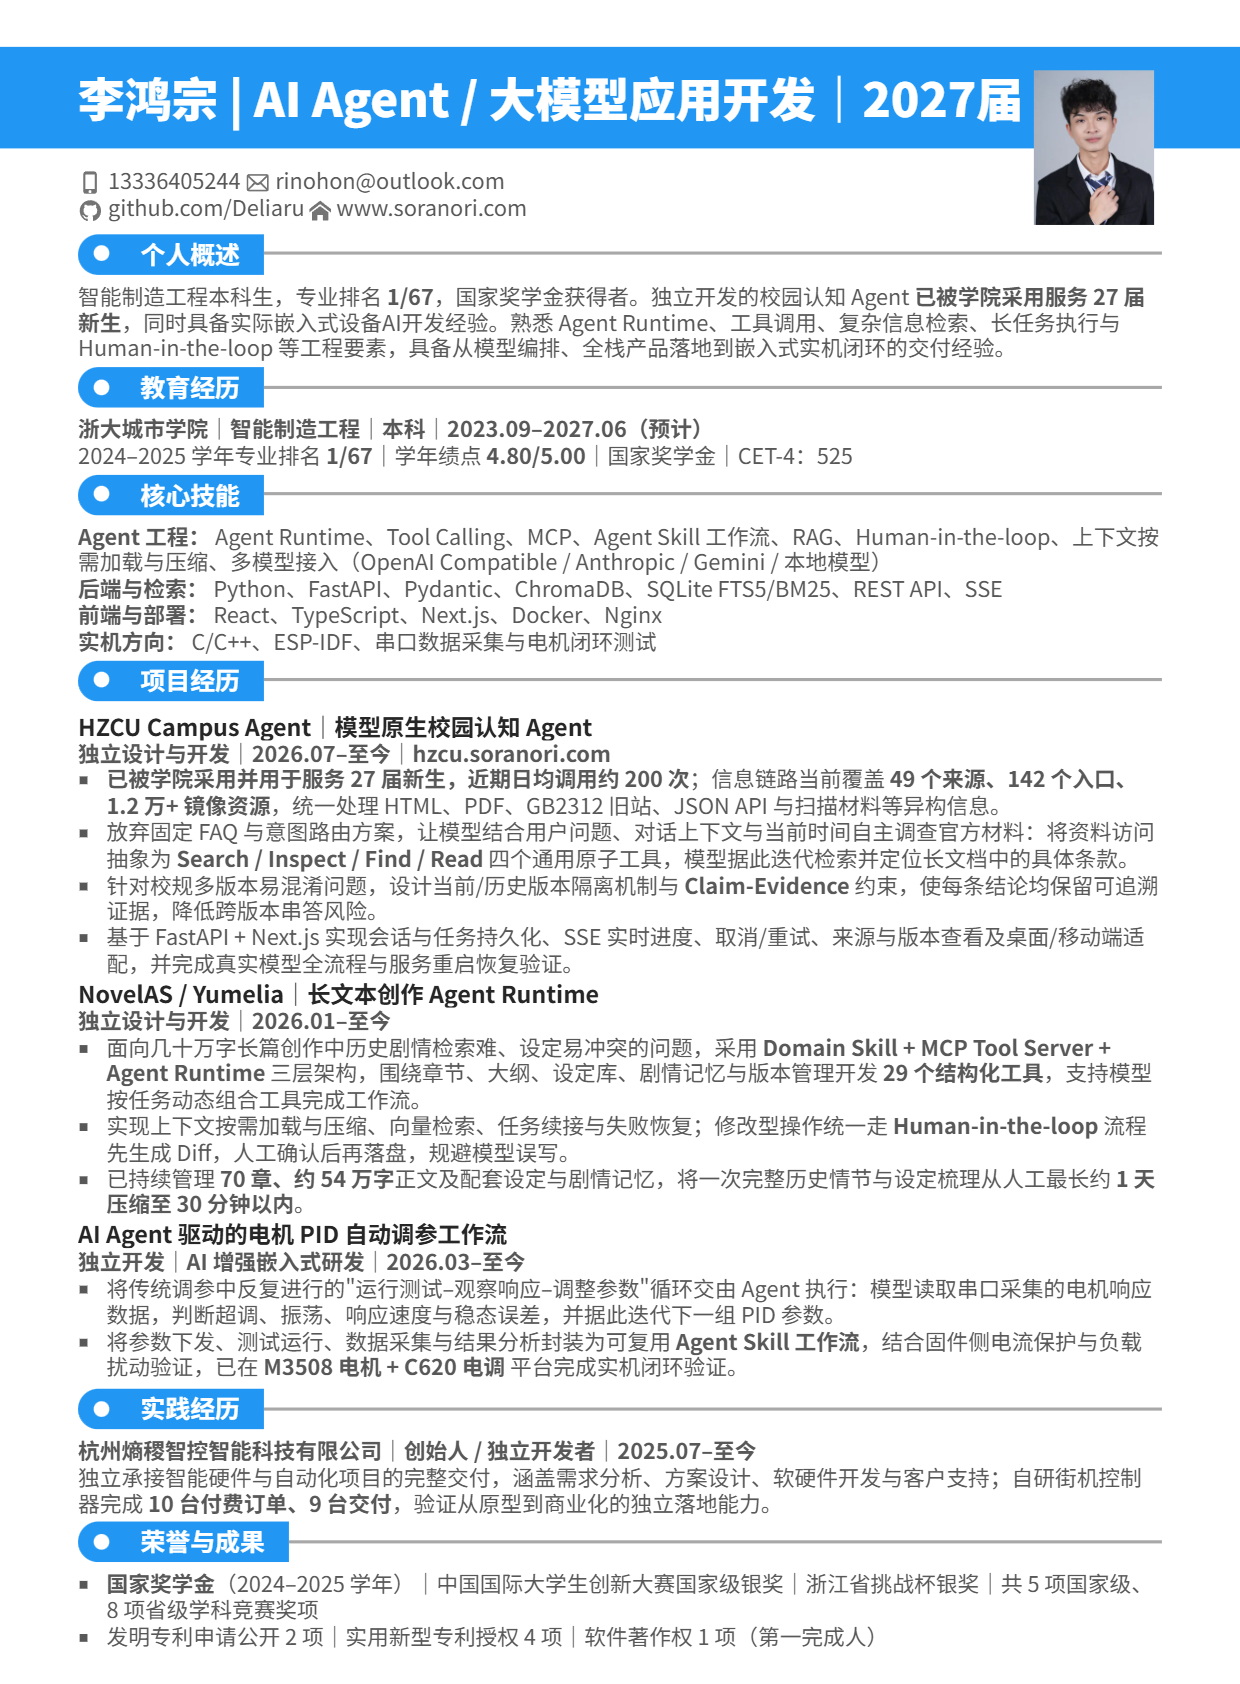 李鸿宗 | AI Agent / 大模型应用开发｜2027届
13336405244 rinohon@outlook.com
github.com/Deliaru www.soranori.com
个人概述
智能制造工程本科生，专业排名 1/67，国家奖学金获得者。独立开发的校园认知 Agent 已被学院采用服务 27 届
新生，同时具备实际嵌入式设备AI开发经验。熟悉 Agent Runtime、工具调用、复杂信息检索、长任务执行与
Human-in-the-loop 等工程要素，具备从模型编排、全栈产品落地到嵌入式实机闭环的交付经验。
教育经历
浙大城市学院｜智能制造工程｜本科｜2023.09–2027.06（预计）
2024–2025 学年专业排名 1/67｜学年绩点 4.80/5.00｜国家奖学金｜CET-4：525
核心技能
Agent 工程： Agent Runtime、Tool Calling、MCP、Agent Skill 工作流、RAG、Human-in-the-loop、上下文按
需加载与压缩、多模型接入（OpenAI Compatible / Anthropic / Gemini / 本地模型）
后端与检索： Python、FastAPI、Pydantic、ChromaDB、SQLite FTS5/BM25、REST API、SSE
前端与部署： React、TypeScript、Next.js、Docker、Nginx
实机方向： C/C++、ESP-IDF、串口数据采集与电机闭环测试
项目经历
HZCU Campus Agent｜模型原生校园认知 Agent
独立设计与开发｜2026.07–至今｜hzcu.soranori.com
▪ 已被学院采用并用于服务 27 届新生，近期日均调用约 200 次；信息链路当前覆盖 49 个来源、142 个入口、
1.2 万+ 镜像资源，统一处理 HTML、PDF、GB2312 旧站、JSON API 与扫描材料等异构信息。
▪ 放弃固定 FAQ 与意图路由方案，让模型结合用户问题、对话上下文与当前时间自主调查官方材料：将资料访问
抽象为 Search / Inspect / Find / Read 四个通用原子工具，模型据此迭代检索并定位长文档中的具体条款。
▪ 针对校规多版本易混淆问题，设计当前/历史版本隔离机制与 Claim-Evidence 约束，使每条结论均保留可追溯
证据，降低跨版本串答风险。
▪ 基于 FastAPI + Next.js 实现会话与任务持久化、SSE 实时进度、取消/重试、来源与版本查看及桌面/移动端适
配，并完成真实模型全流程与服务重启恢复验证。
NovelAS / Yumelia｜长文本创作 Agent Runtime
独立设计与开发｜2026.01–至今
▪ 面向几十万字长篇创作中历史剧情检索难、设定易冲突的问题，采用 Domain Skill + MCP Tool Server +
Agent Runtime 三层架构，围绕章节、大纲、设定库、剧情记忆与版本管理开发 29 个结构化工具，支持模型
按任务动态组合工具完成工作流。
▪ 实现上下文按需加载与压缩、向量检索、任务续接与失败恢复；修改型操作统一走 Human-in-the-loop 流程
先生成 Diff，人工确认后再落盘，规避模型误写。
▪ 已持续管理 70 章、约 54 万字正文及配套设定与剧情记忆，将一次完整历史情节与设定梳理从人工最长约 1 天
压缩至 30 分钟以内。
AI Agent 驱动的电机 PID 自动调参工作流
独立开发｜AI 增强嵌入式研发｜2026.03–至今
▪ 将传统调参中反复进行的"运行测试–观察响应–调整参数"循环交由 Agent 执行：模型读取串口采集的电机响应
数据，判断超调、振荡、响应速度与稳态误差，并据此迭代下一组 PID 参数。
▪ 将参数下发、测试运行、数据采集与结果分析封装为可复用 Agent Skill 工作流，结合固件侧电流保护与负载
扰动验证，已在 M3508 电机 + C620 电调 平台完成实机闭环验证。
实践经历
杭州熵稷智控智能科技有限公司｜创始人 / 独立开发者｜2025.07–至今
独立承接智能硬件与自动化项目的完整交付，涵盖需求分析、方案设计、软硬件开发与客户支持；自研街机控制
器完成 10 台付费订单、9 台交付，验证从原型到商业化的独立落地能力。
荣誉与成果
▪ 国家奖学金（2024–2025 学年）｜中国国际大学生创新大赛国家级银奖｜浙江省挑战杯银奖｜共 5 项国家级、
8 项省级学科竞赛奖项
▪ 发明专利申请公开 2 项｜实用新型专利授权 4 项｜软件著作权 1 项（第一完成人）